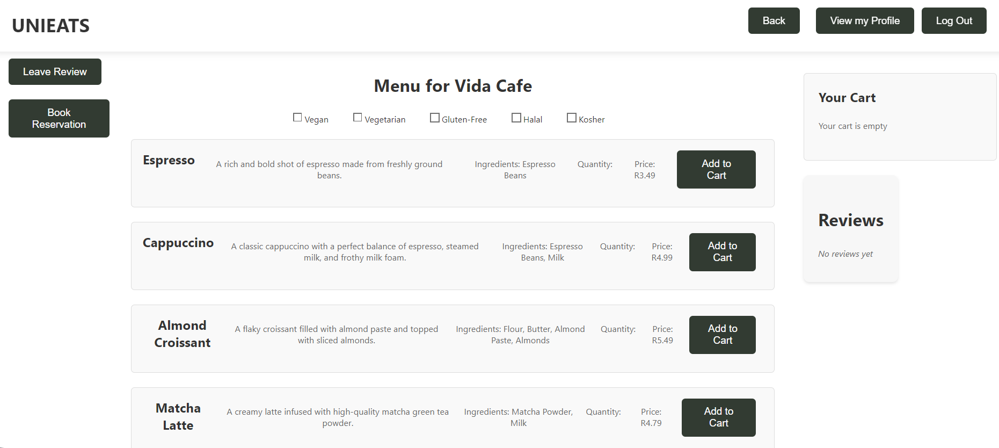 UNIEATS
Back
View my Profile
Log Out
Leave Review
Book
Reservation
Menu for Vida Cafe
Vegan
Vegetarian
Gluten-Free
Halal
Kosher
Espresso
A rich and bold shot of espresso made from freshly ground
beans.
Ingredients: Espresso
Beans
Quantity:
Price:
R3.49
Add to
Cart
Cappuccino
A classic cappuccino with a perfect balance of espresso, steamed
milk, and frothy milk foam.
Ingredients: Espresso
Beans, Milk
Quantity:
Price:
R4.99
Add to
Cart
Almond
Croissant
A flaky croissant filled with almond paste and topped
with sliced almonds.
Ingredients: Flour, Butter, Almond
Paste, Almonds
Quantity:
Price:
R5.49
Add to
Cart
Matcha
Latte
A creamy latte infused with high-quality matcha green tea
powder.
Ingredients: Matcha Powder,
Milk
Quantity:
Price:
R4.79
Add to
Cart
Your Cart
Your cart is empty
Reviews
No reviews yet